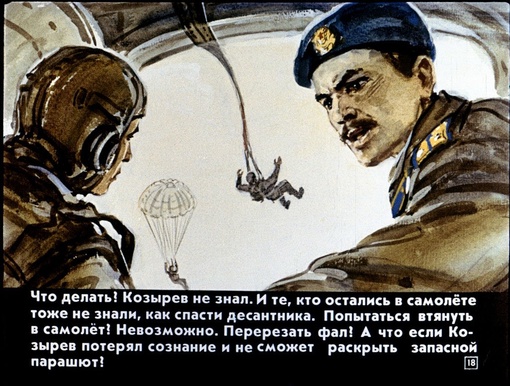 Что делать? Козырев не знал. И те, кто остались в самолёте
тоже не знали, как спасти десантника. Попытаться втянуть
в самолёт? Невозможно. Перерезать фал? А что если Ко-
зырев потерял сознание и не сможет раскрыть запасной
парашют?
18